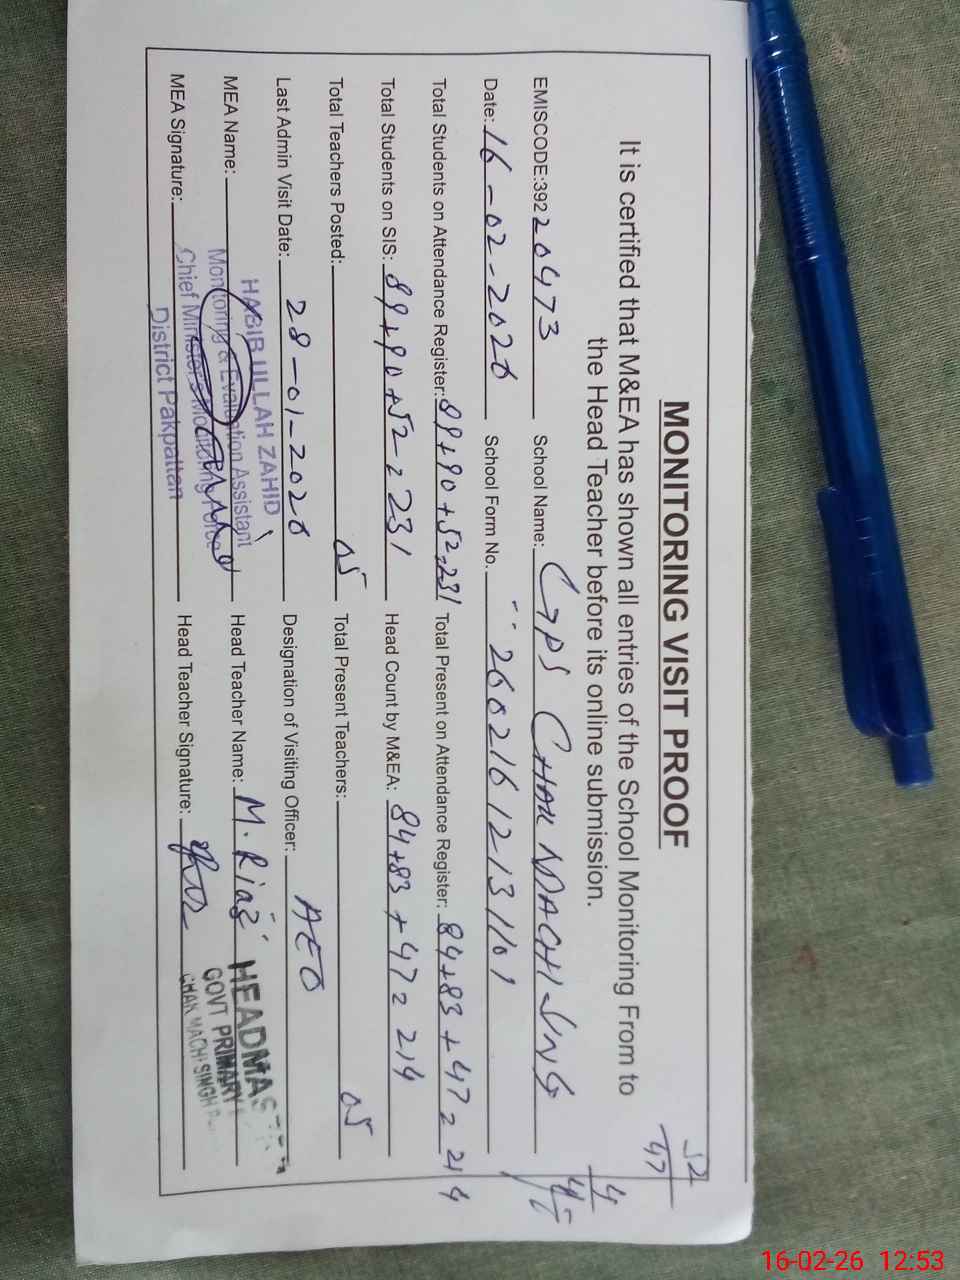 52
47
MONITORING VISIT PROOF
It is certified that M&EA has shown all entries of the School Monitoring From to
the Head Teacher before its online submission.
EMISCODE:392 20473 School Name: GPS CHAK MACHI SING
Date: 16-02-2026 School Form No. 26021612131101
Total Students on Attendance Register: 89+90+52=231 Total Present on Attendance Register: 84+83+47=214
Total Students on SIS: 89+90+52=231 Head Count by M&EA: 84+83+47=214
Total Teachers Posted: 05 Total Present Teachers: 05
Last Admin Visit Date: 28-01-2026 Designation of Visiting Officer: AEO
MEA Name: Head Teacher Name: M. Riaz
MEA Signature: Head Teacher Signature:
HABIB ULLAH ZAHID
Monitoring & Evaluation Assistant
Chief Minister's Monitoring Force
District Pakpattan
GOVT PRIMARY
CHAK MACHI SINGH
16-02-26 12:53